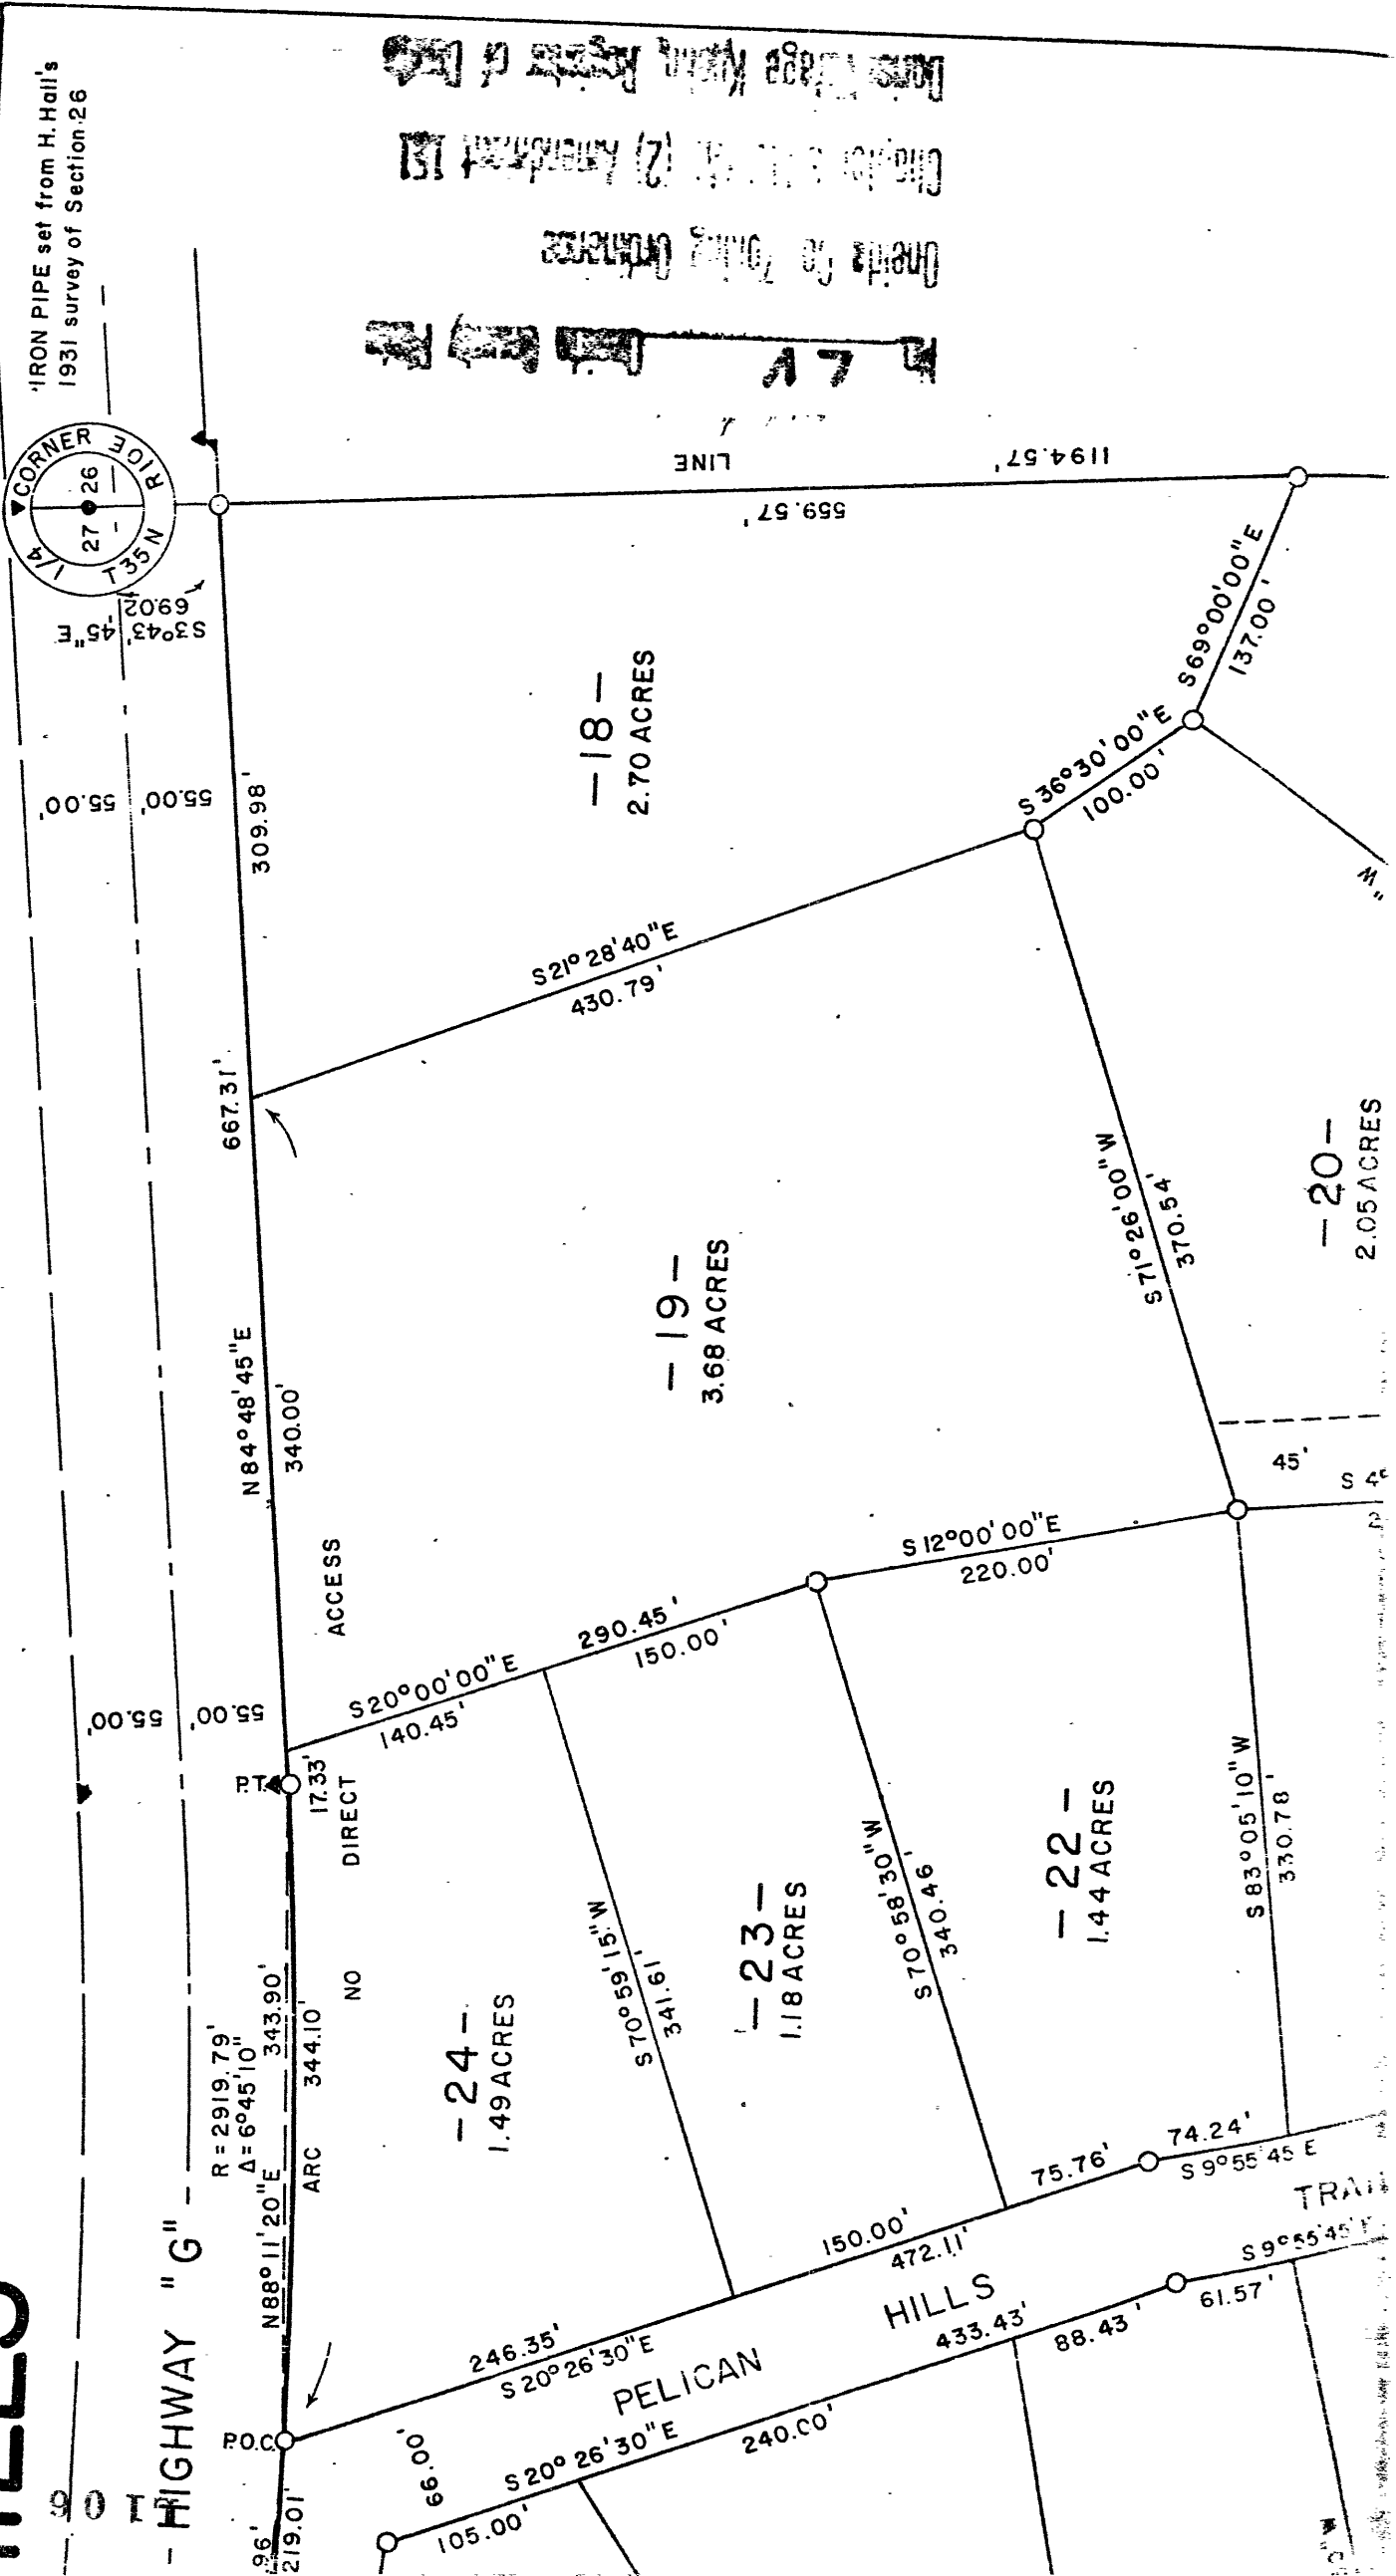 "IRON PIPE set from H. Hall's
1931 survey of Section 26
1/4 CORNER
27 26
T35N RIOE
S3°43'45"E
69.02'
HIGHWAY "G"
55.00'
55.00'
55.00'
55.00'
R = 2919.79'
Δ = 6°45'10"
N88°11'20"E 343.90'
ARC 344.10'
P.O.C.
P.T.
17.33'
N84°48'45"E
340.00'
667.31'
309.98'
219.01'
96'
NO DIRECT ACCESS
559.57'
LINE
1194.57'
-18-
2.70 ACRES
S69°00'00"E
137.00'
S36°30'00"E
100.00'
S21°28'40"E
430.79'
-19-
3.68 ACRES
S71°26'00"W
370.54'
-20-
2.05 ACRES
45'
S20°00'00"E
290.45'
140.45'
150.00'
S12°00'00"E
220.00'
-24-
1.49 ACRES
S70°59'15"W
341.61'
-23-
1.18 ACRES
S70°58'30"W
340.46'
-22-
1.44 ACRES
S83°05'10"W
330.78'
246.35'
S20°26'30"E
150.00'
472.11'
75.76'
74.24'
S9°55'45"E
PELICAN HILLS
66.00'
S20°26'30"E
105.00'
240.00'
433.43'
88.43'
61.57'
S9°55'45"E
Oneida Co Zoning Ordinance
(2) Amendment 151
Register of Deeds